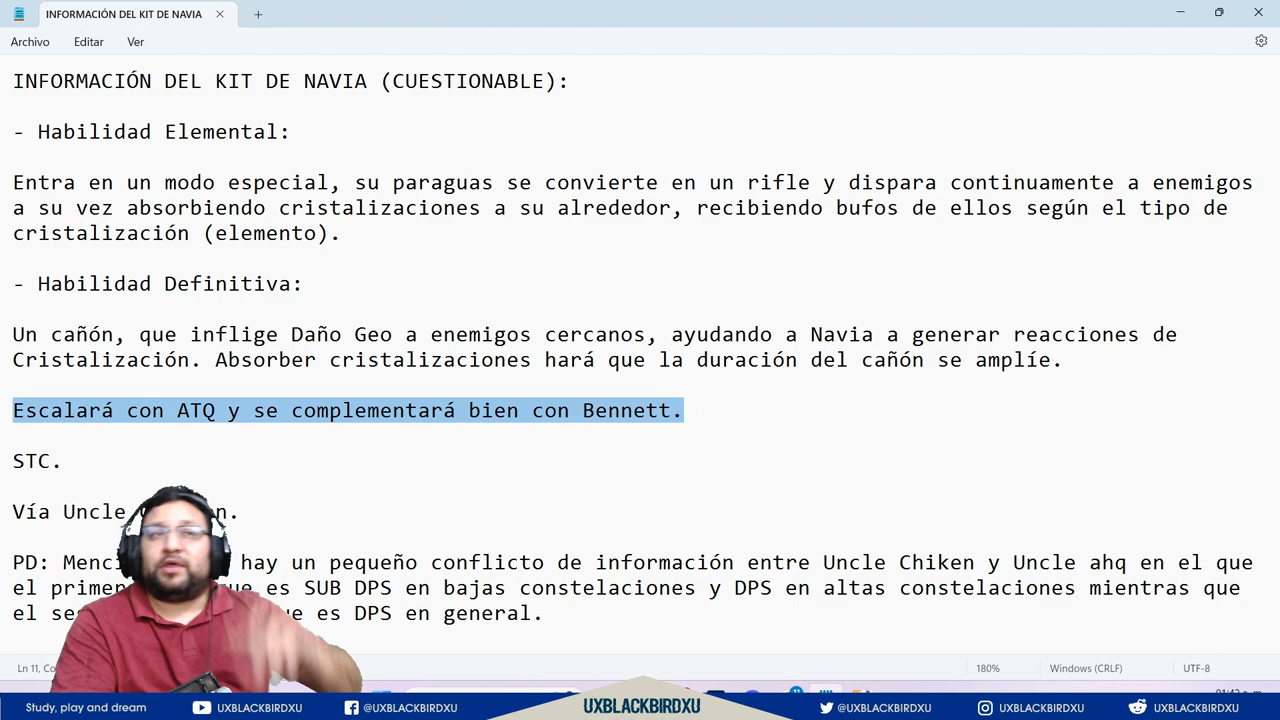 INFORMACIÓN DEL KIT DE NAVIA
Archivo Editar Ver
INFORMACIÓN DEL KIT DE NAVIA (CUESTIONABLE):
- Habilidad Elemental:
Entra en un modo especial, su paraguas se convierte en un rifle y dispara continuamente a enemigos
a su vez absorbiendo cristalizaciones a su alrededor, recibiendo bufos de ellos según el tipo de
cristalización (elemento).
- Habilidad Definitiva:
Un cañón, que inflige Daño Geo a enemigos cercanos, ayudando a Navia a generar reacciones de
Cristalización. Absorber cristalizaciones hará que la duración del cañón se amplíe.
Escalará con ATQ y se complementará bien con Bennett.
STC.
Vía Uncle
PD: hay un pequeño conflicto de información entre Uncle Chiken y Uncle ahq en el que
el es SUB DPS en bajas constelaciones y DPS en altas constelaciones mientras que
el es DPS en general.
Ln 11, 180% Windows (CRLF) UTF-8
Study, play and dream UXBLACKBIRDXU @UXBLACKBIRDXU UXBLACKBIRDXU @UXBLACKBIRDXU @UXBLACKBIRDXU UXBLACKBIRDXU